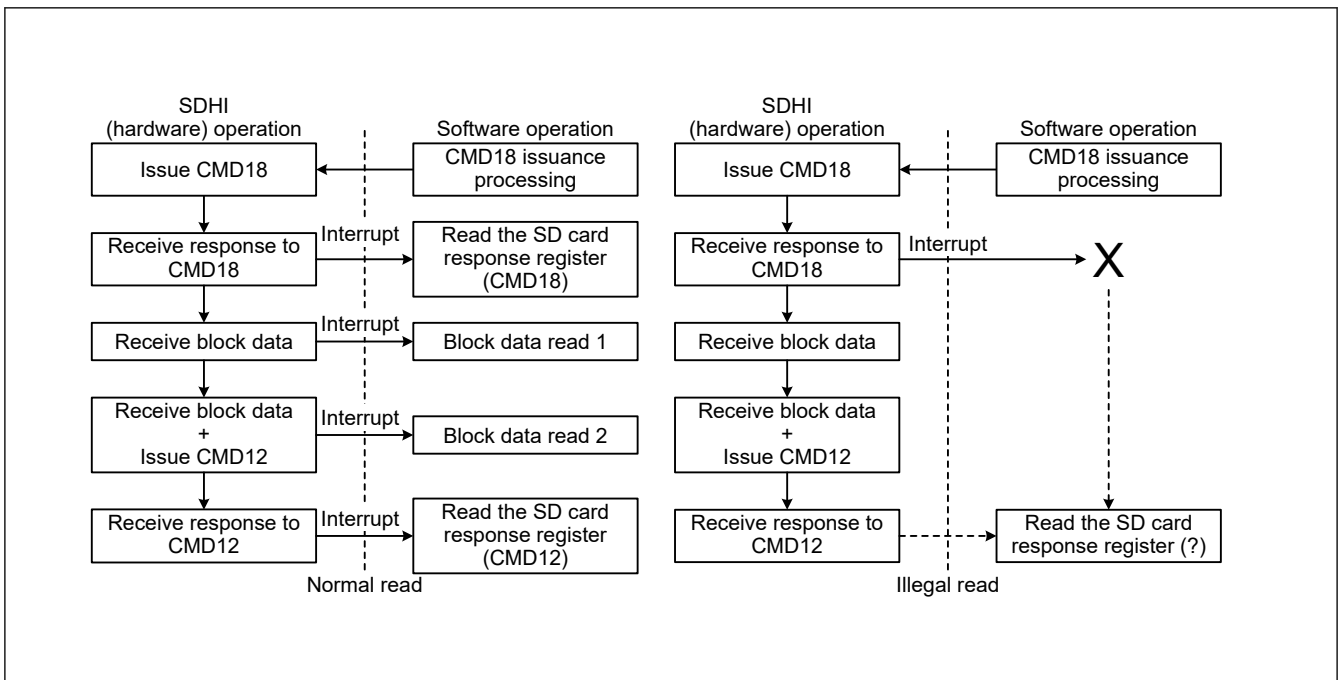 SDHI
(hardware) operation
Software operation
Issue CMD18
CMD18 issuance
processing
Receive response to
CMD18
Interrupt
Read the SD card
response register
(CMD18)
Receive block data
Interrupt
Block data read 1
Receive block data
+
Issue CMD12
Interrupt
Block data read 2
Receive response to
CMD12
Interrupt
Read the SD card
response register
(CMD12)
Normal read
SDHI
(hardware) operation
Software operation
Issue CMD18
CMD18 issuance
processing
Receive response to
CMD18
Interrupt
X
Receive block data
Receive block data
+
Issue CMD12
Receive response to
CMD12
Read the SD card
response register (?)
Illegal read